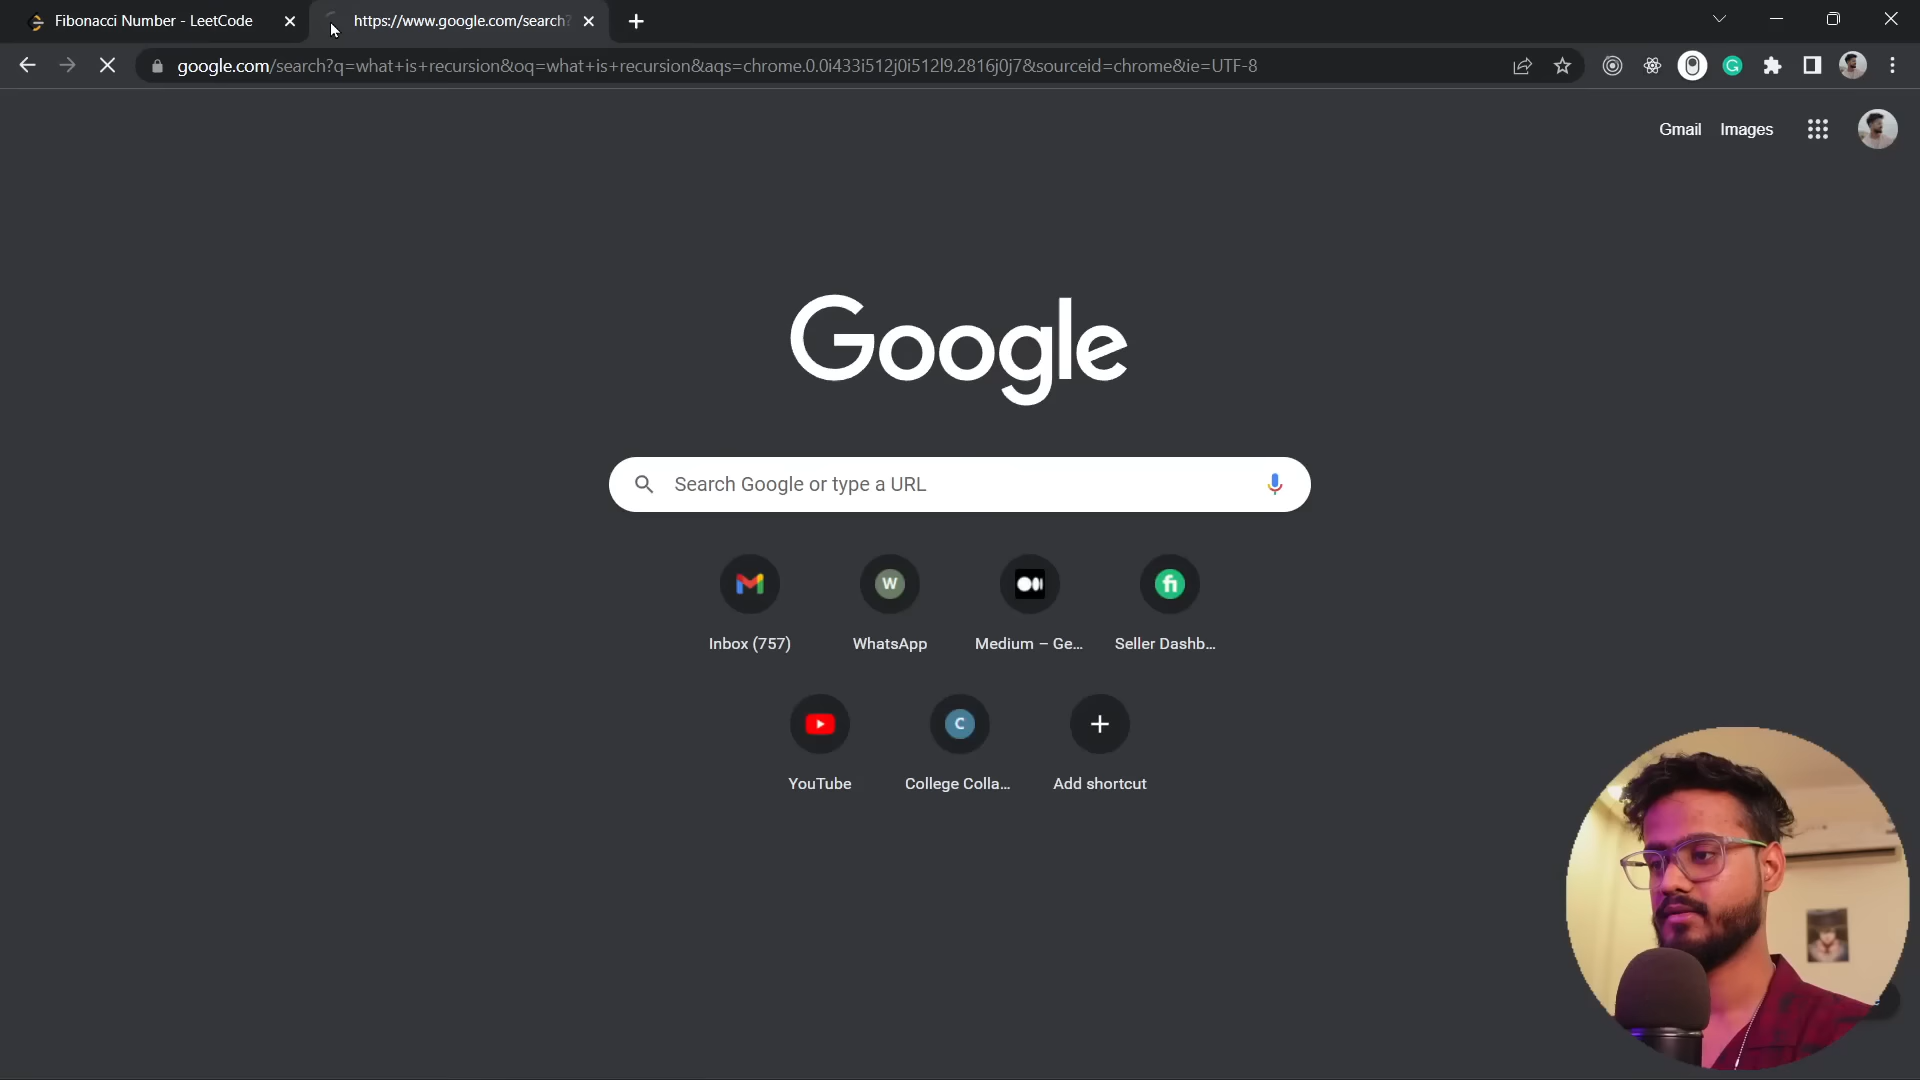 Fibonacci Number - LeetCode
https://www.google.com/search?
google.com/search?q=what+is+recursion&oq=what+is+recursion&aqs=chrome.0.0i433i512j0i512l9.2816j0j7&sourceid=chrome&ie=UTF-8
Gmail Images
Google
Search Google or type a URL
W
Inbox (757) WhatsApp Medium – Ge... Seller Dashb...
C
YouTube College Colla... Add shortcut